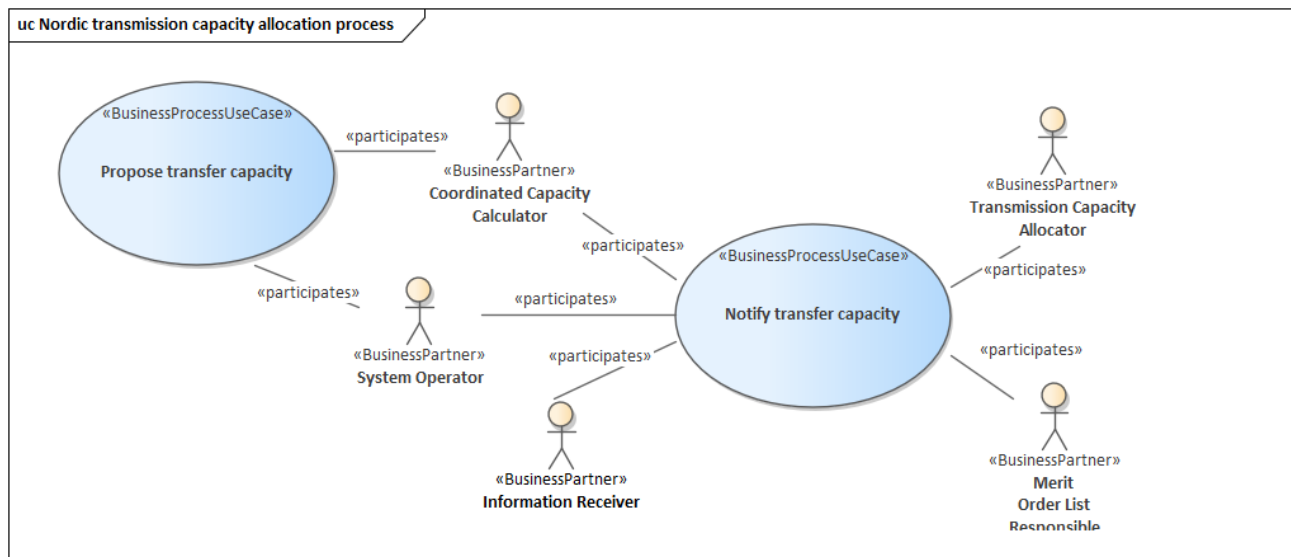 uc Nordic transmission capacity allocation process
«BusinessProcessUseCase»
Propose transfer capacity
«participates»
«BusinessPartner»
Coordinated Capacity
Calculator
«participates»
«BusinessPartner»
System Operator
«participates»
«participates»
«participates»
«BusinessPartner»
Information Receiver
«BusinessProcessUseCase»
Notify transfer capacity
«BusinessPartner»
Transmission Capacity
Allocator
«participates»
«participates»
«BusinessPartner»
Merit
Order List
Responsible